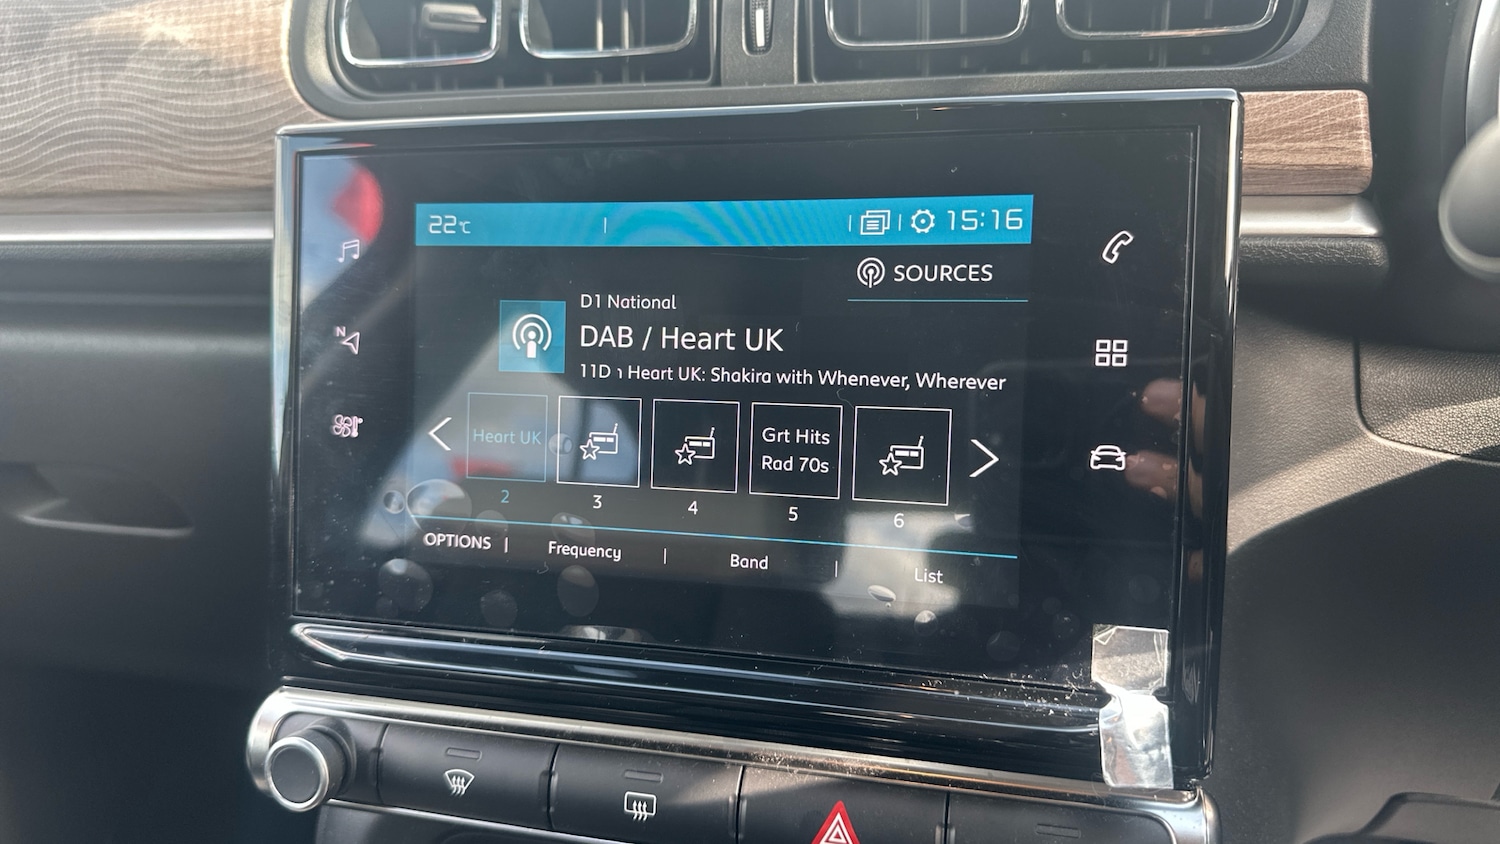 22°C
15:16
SOURCES
D1 National
DAB / Heart UK
11D ı Heart UK: Shakira with Whenever, Wherever
N
Heart UK
Grt Hits
Rad 70s
2
3
4
5
6
OPTIONS
Frequency
Band
List